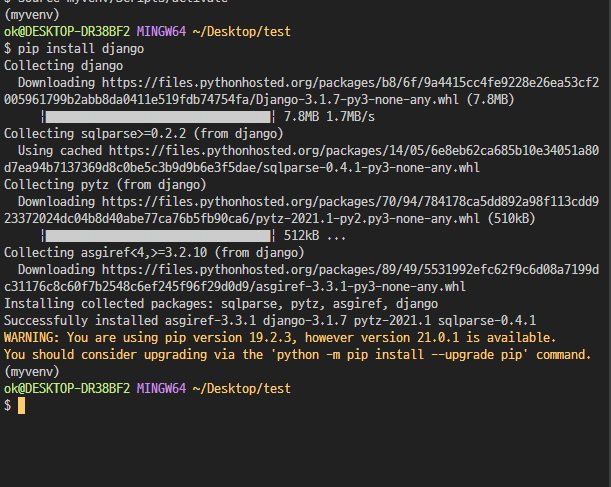 $ source myvenv/Scripts/activate
(myvenv)
ok@DESKTOP-DR38BF2 MINGW64 ~/Desktop/test
$ pip install django
Collecting django
  Downloading https://files.pythonhosted.org/packages/b8/6f/9a4415cc4fe9228e26ea53cf2
005961799b2abb8da0411e519fdb74754fa/Django-3.1.7-py3-none-any.whl (7.8MB)
     |████████████████████████████████| 7.8MB 1.7MB/s
Collecting sqlparse>=0.2.2 (from django)
  Using cached https://files.pythonhosted.org/packages/14/05/6e8eb62ca685b10e34051a80
d7ea94b7137369d8c0be5c3b9d9b6e3f5dae/sqlparse-0.4.1-py3-none-any.whl
Collecting pytz (from django)
  Downloading https://files.pythonhosted.org/packages/70/94/784178ca5dd892a98f113cdd9
23372024dc04b8d40abe77ca76b5fb90ca6/pytz-2021.1-py2.py3-none-any.whl (510kB)
     |████████████████████████████████| 512kB ...
Collecting asgiref<4,>=3.2.10 (from django)
  Downloading https://files.pythonhosted.org/packages/89/49/5531992efc62f9c6d08a7199d
c31176c8c60f7b2548c6ef245f96f29d0d9/asgiref-3.3.1-py3-none-any.whl
Installing collected packages: sqlparse, pytz, asgiref, django
Successfully installed asgiref-3.3.1 django-3.1.7 pytz-2021.1 sqlparse-0.4.1
WARNING: You are using pip version 19.2.3, however version 21.0.1 is available.
You should consider upgrading via the 'python -m pip install --upgrade pip' command.
(myvenv)
ok@DESKTOP-DR38BF2 MINGW64 ~/Desktop/test
$